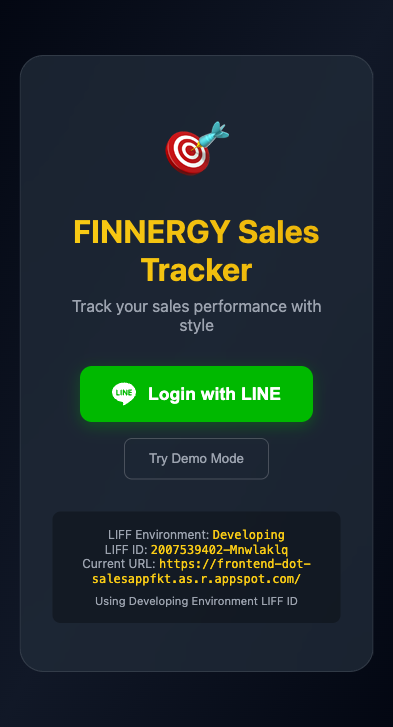 FINNERGY Sales
Tracker
Track your sales performance with
style
LINE Login with LINE
Try Demo Mode
LIFF Environment: Developing
LIFF ID: 2007539402-Mnwlaklq
Current URL: https://frontend-dot-
salesappfkt.as.r.appspot.com/
Using Developing Environment LIFF ID